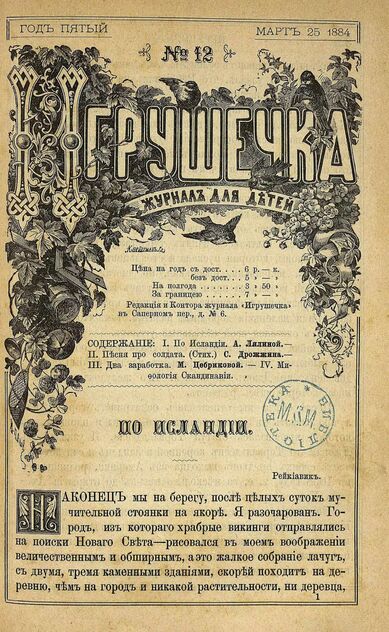 ГОДЪ ПЯТЫЙ
МАРТЪ 25 1884
№ 12
ИГРУШЕЧКА
ЖУРНАЛЪ ДЛЯ ДѢТЕЙ
Цѣна на годъ съ дост. . . . . 6 р. — к.
безъ дост. . . . . 5 » — »
На полгода . . . . . 3 » 50 »
За границею . . . . . 7 » — »
Редакція и Контора журнала «Игрушечка»
въ Саперномъ пер., д. № 6.
СОДЕРЖАНІЕ: I. По Исландіи. А. Лялиной.—
II. Пѣсня про солдата. (Стих.) С. Дрожжина.—
III. Два заработка. М. Цебриковой. — IV. Ми-
ѳологія Скандинавіи.
БИБЛІОТЕКА
ПО ИСЛАНДІИ.
Рейкіавик.
НАКОНЕЦЪ мы на берегу, послѣ цѣлыхъ сутокъ му-
чительной стоянки на якорѣ. Я разочарованъ. Го-
родъ, изъ котораго храбрые викинги отправлялись
на поиски Новаго Свѣта—рисовался въ моемъ воображеніи
величественнымъ и обширнымъ, а это жалкое собраніе лачугъ,
съ двумя, тремя каменными зданіями, скорѣй походитъ на де-
ревню, чѣмъ на городъ и никакой растительности, ни деревца,
1